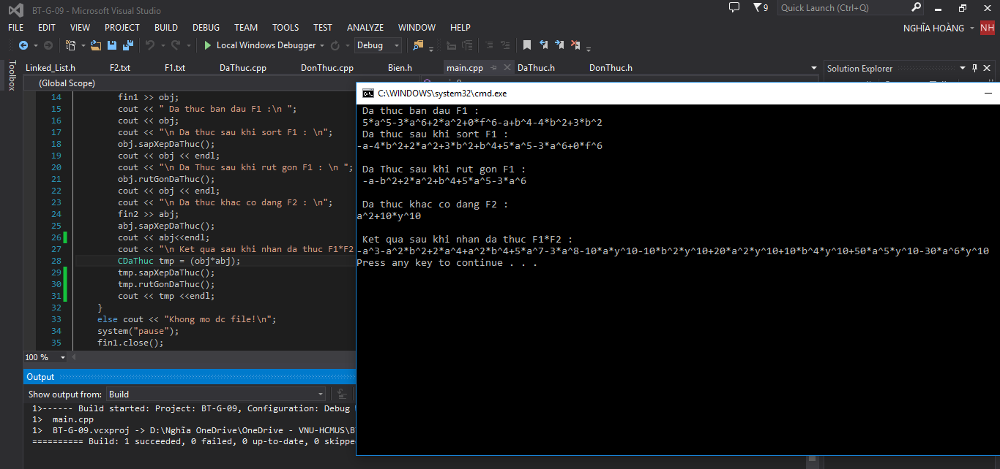 BT-G-09 - Microsoft Visual Studio
9
Quick Launch (Ctrl+Q)
FILE EDIT VIEW PROJECT BUILD DEBUG TEAM TOOLS TEST ANALYZE WINDOW HELP
NGHĨA HOÀNG NH
Local Windows Debugger Debug
Toolbox
Linked_List.h F2.txt F1.txt DaThuc.cpp DonThuc.cpp Bien.h main.cpp DaThuc.h DonThuc.h
Solution Explorer
(Global Scope)
14 fin1 >> obj;
15 cout << " Da thuc ban dau F1 :\n ";
16 cout << obj;
17 cout << "\n Da thuc sau khi sort F1 : \n";
18 obj.sapXepDaThuc();
19 cout << obj << endl;
20 cout << "\n Da Thuc sau khi rut gon F1 : \n ";
21 obj.rutGonDaThuc();
22 cout << obj << endl;
23 cout << "\n Da thuc khac co dang F2 : \n";
24 fin2 >> abj;
25 abj.sapXepDaThuc();
26 cout << abj<<endl;
27 cout << "\n Ket qua sau khi nhan da thuc F1*F2
28 CDaThuc tmp = (obj*abj);
29 tmp.sapXepDaThuc();
30 tmp.rutGonDaThuc();
31 cout << tmp <<endl;
32 }
33 else cout << "Khong mo dc file!\n";
34 system("pause");
35 fin1.close();
100 %
C:\WINDOWS\system32\cmd.exe
Da thuc ban dau F1 :
5*a^5-3*a^6+2*a^2+0*f^6-a+b^4-4*b^2+3*b^2
Da thuc sau khi sort F1 :
-a-4*b^2+2*a^2+3*b^2+b^4+5*a^5-3*a^6+0*f^6
Da Thuc sau khi rut gon F1 :
-a-b^2+2*a^2+b^4+5*a^5-3*a^6
Da thuc khac co dang F2 :
a^2+10*y^10
Ket qua sau khi nhan da thuc F1*F2 :
-a^3-a^2*b^2+2*a^4+a^2*b^4+5*a^7-3*a^8-10*a*y^10-10*b^2*y^10+20*a^2*y^10+10*b^4*y^10+50*a^5*y^10-30*a^6*y^10
Press any key to continue . . .
Output
Show output from: Build
1>------ Build started: Project: BT-G-09, Configuration: Debug
1> main.cpp
1> BT-G-09.vcxproj -> D:\Nghĩa OneDrive\OneDrive - VNU-HCMUS\B
========== Build: 1 succeeded, 0 failed, 0 up-to-date, 0 skippe